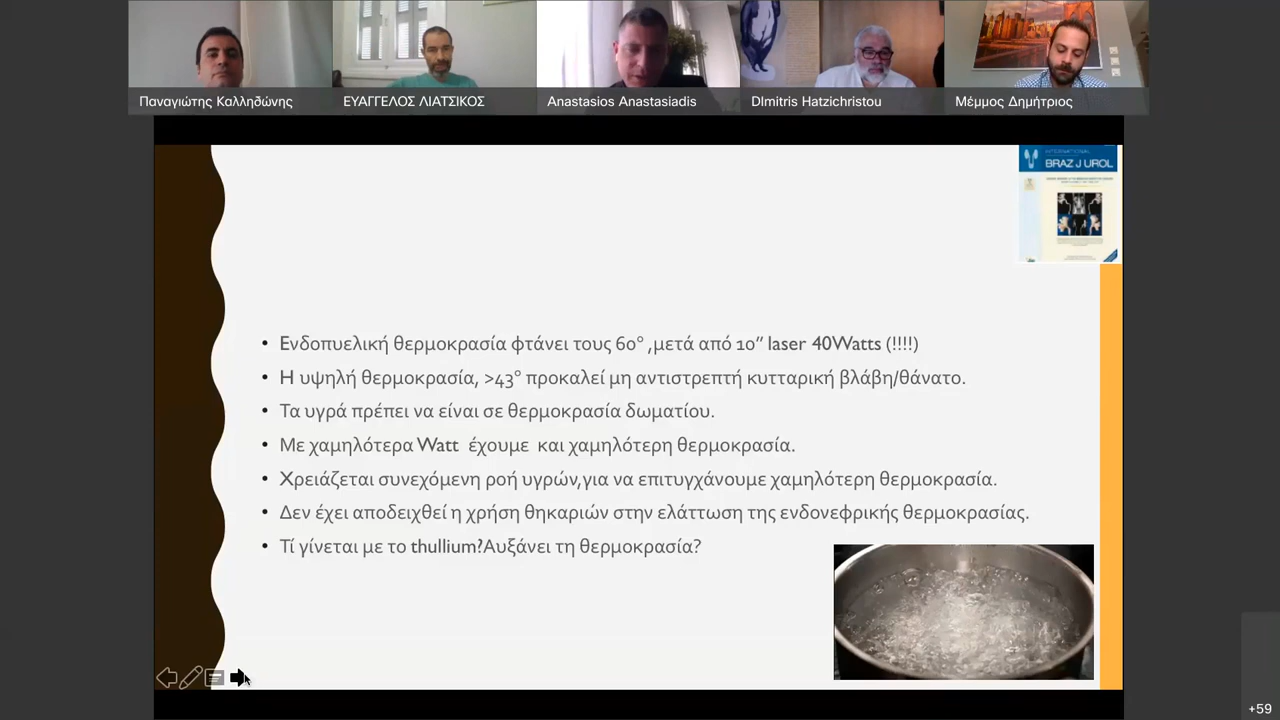 Παναγιώτης Καλληδώνης
ΕΥΑΓΓΕΛΟΣ ΛΙΑΤΣΙΚΟΣ
Anastasios Anastasiadis
DImitris Hatzichristou
Μέμμος Δημήτριος
INTERNATIONAL
BRAZ J UROL
• Ενδοπυελική θερμοκρασία φτάνει τους 60° ,μετά από 10” laser 40Watts (!!!!)
• Η υψηλή θερμοκρασία, >43° προκαλεί μη αντιστρεπτή κυτταρική βλάβη/θάνατο.
• Τα υγρά πρέπει να είναι σε θερμοκρασία δωματίου.
• Με χαμηλότερα Watt έχουμε και χαμηλότερη θερμοκρασία.
• Χρειάζεται συνεχόμενη ροή υγρών,για να επιτυγχάνουμε χαμηλότερη θερμοκρασία.
• Δεν έχει αποδειχθεί η χρήση θηκαριών στην ελάττωση της ενδονεφρικής θερμοκρασίας.
• Τί γίνεται με το thullium?Αυξάνει τη θερμοκρασία?
+59